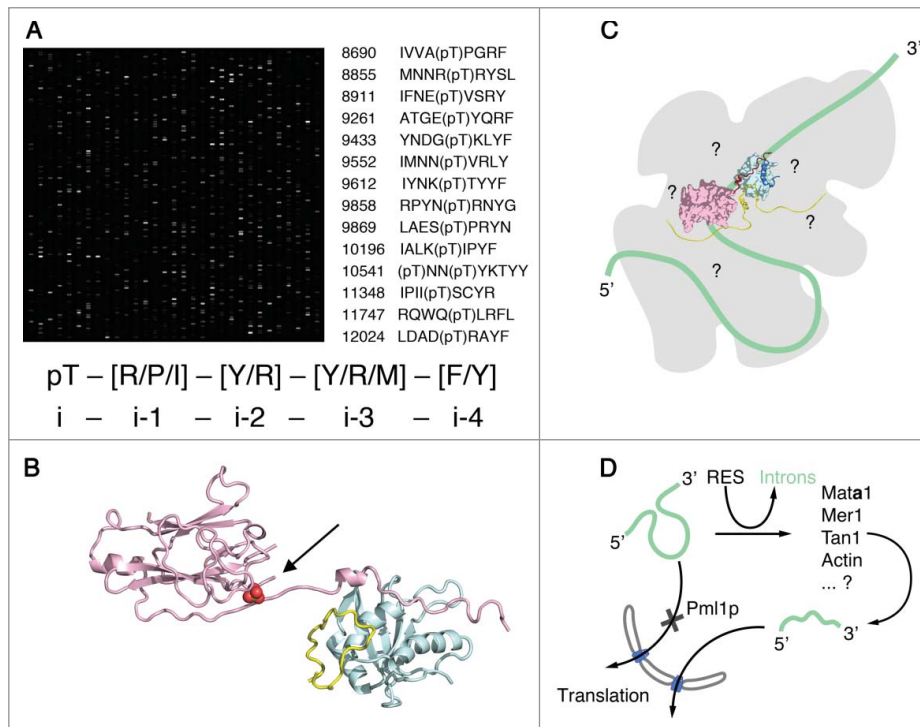 A
8690 IVVA(pT)PGRF
8855 MNNR(pT)RYSL
8911 IFNE(pT)VSRY
9261 ATGE(pT)YQRF
9433 YNDG(pT)KLYF
9552 IMNN(pT)VRLY
9612 IYNK(pT)TYYF
9858 RPYN(pT)RNYG
9869 LAES(pT)PRYN
10196 IALK(pT)IPYF
10541 (pT)NN(pT)YKTYY
11348 IPII(pT)SCYR
11747 RQWQ(pT)LRFL
12024 LDAD(pT)RAYF
pT – [R/P/I] – [Y/R] – [Y/R/M] – [F/Y]
i – i-1 – i-2 – i-3 – i-4
B
C
3’
?
?
?
?
?
5’
D
3’ RES Introns
5’
Mata1
Mer1
Tan1
Actin
... ?
Pml1p
5’ 3’
Translation